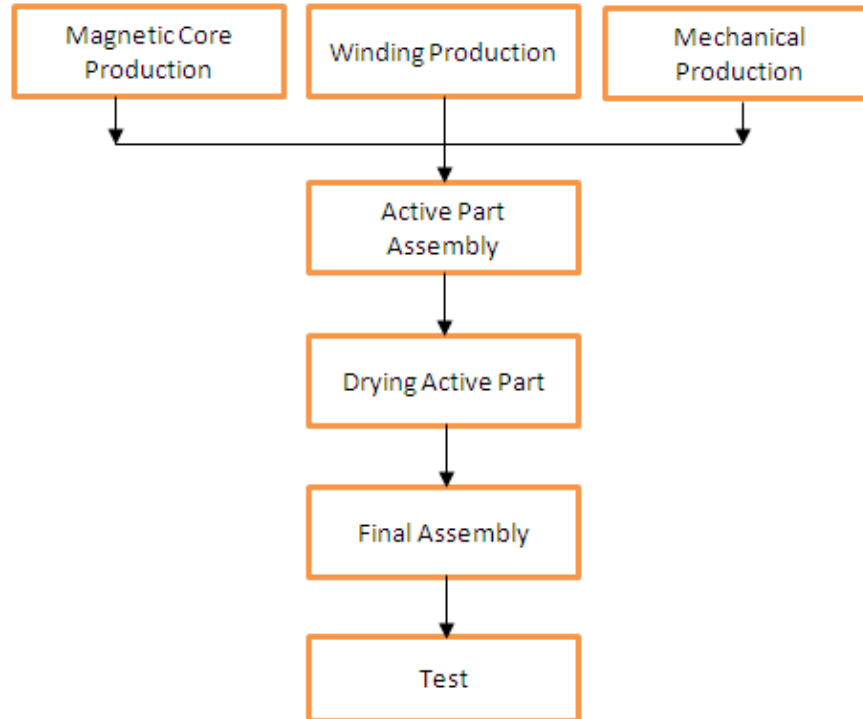 Magnetic Core
Production
Winding Production
Mechanical
Production
Active Part
Assembly
Drying Active Part
Final Assembly
Test